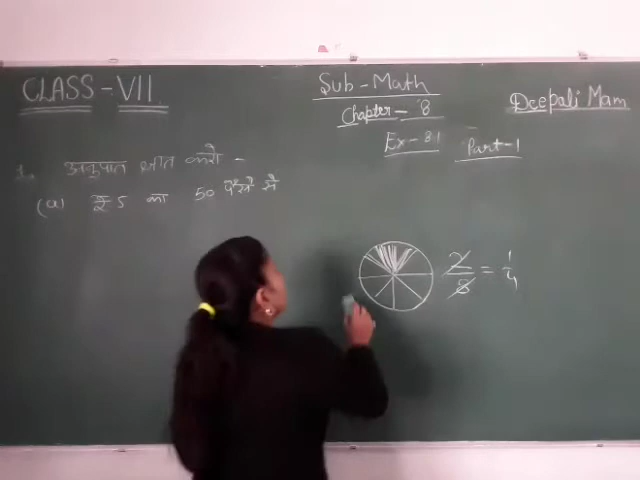 CLASS-VII
Sub-Math
Chapter-8
Ex-8.1
Part-1
Deepali Mam
1. अनुपात ज्ञात करो -
(a) ₹ 5 का 50 पैसे से
2/8 = 1/4